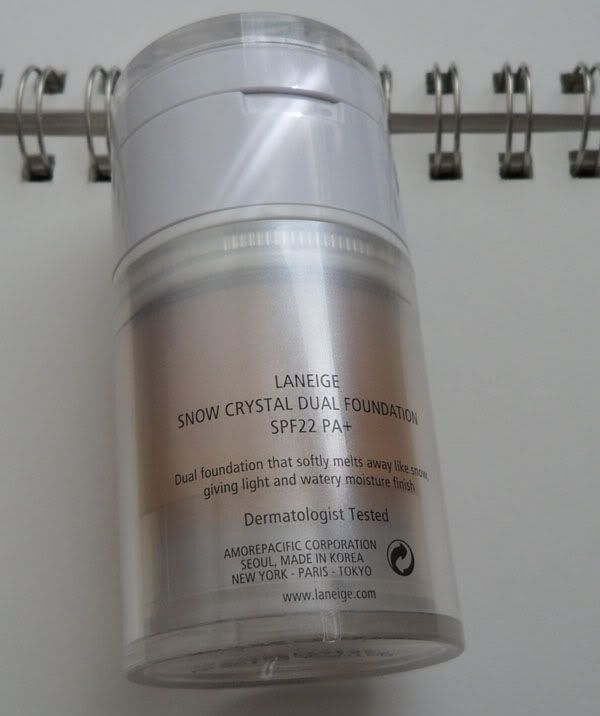 LANEIGE
SNOW CRYSTAL DUAL FOUNDATION
SPF22 PA+
Dual foundation that softly melts away like snow,
giving light and watery moisture finish
Dermatologist Tested
AMOREPACIFIC CORPORATION
SEOUL, MADE IN KOREA
NEW YORK - PARIS - TOKYO
www.laneige.com